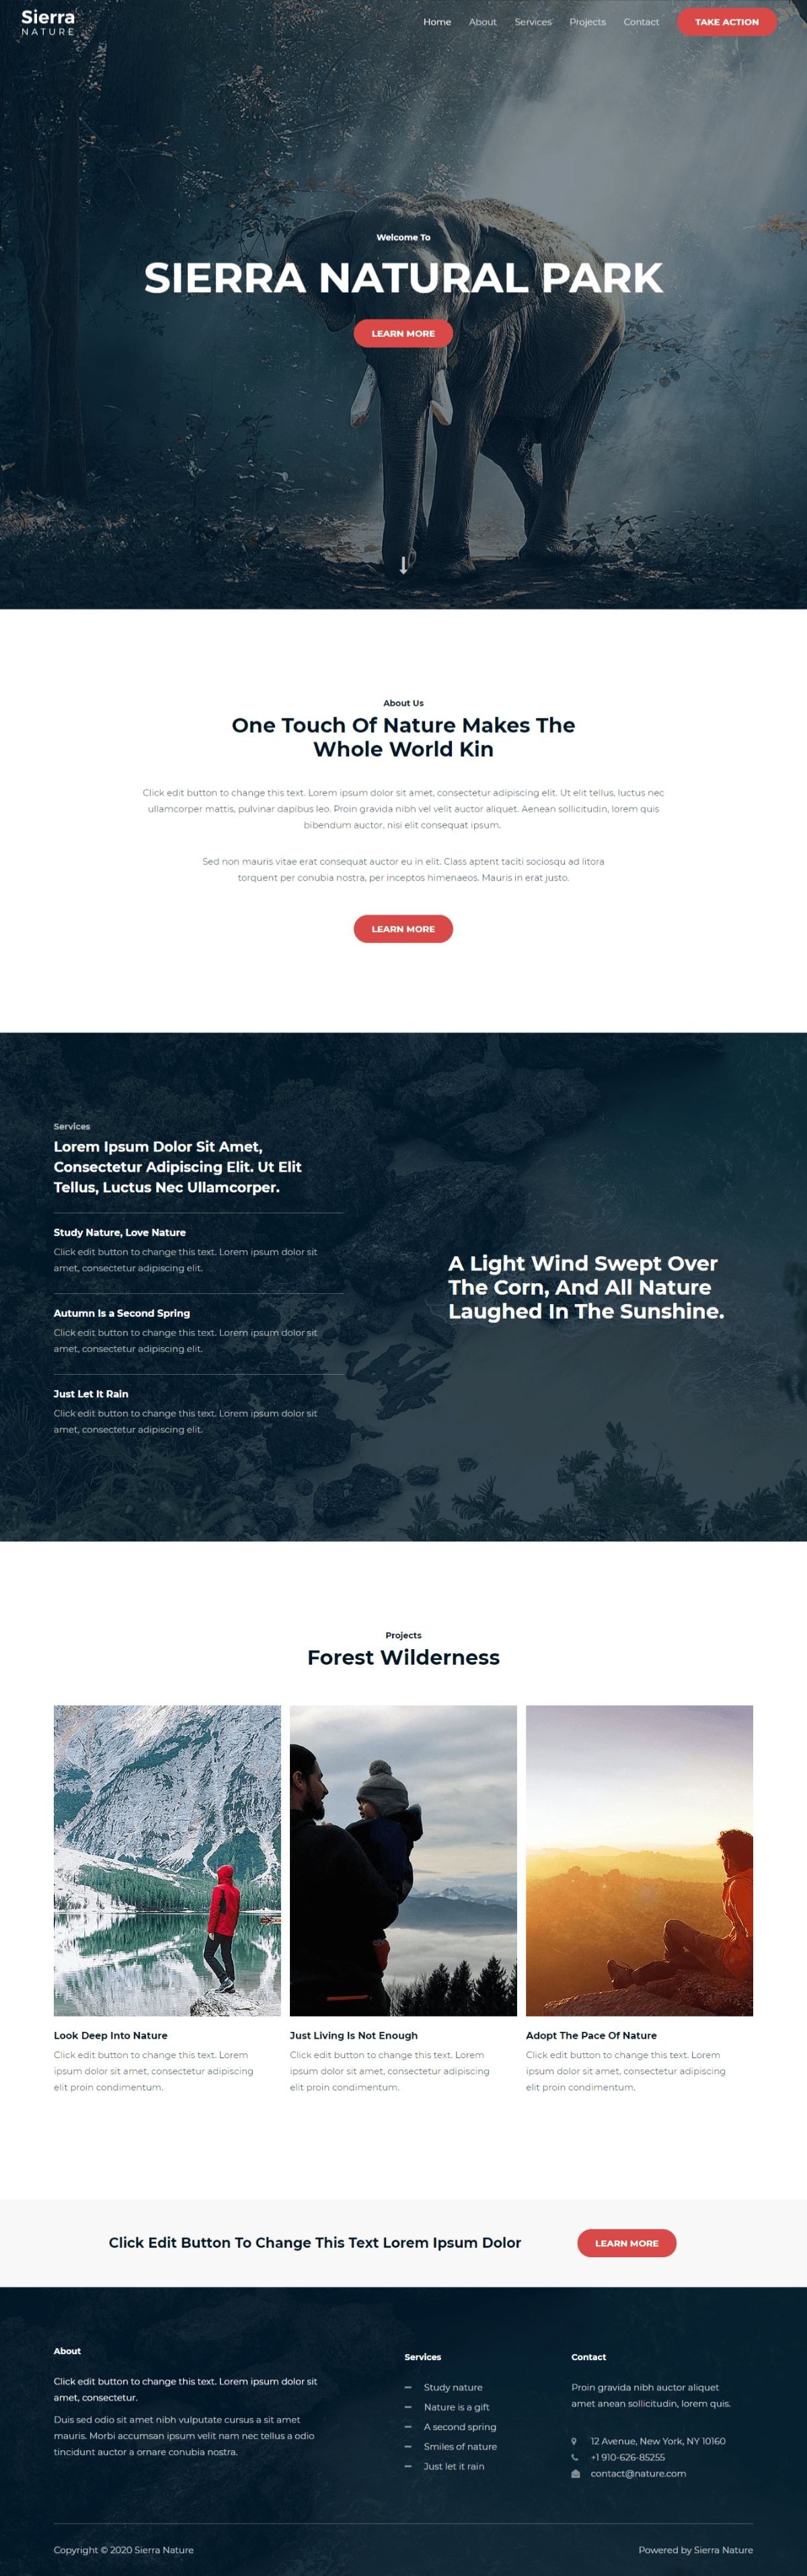 Sierra
NATURE
Home
About
Services
Projects
Contact
TAKE ACTION
Welcome To
SIERRA NATURAL PARK
LEARN MORE
About Us
One Touch Of Nature Makes The
Whole World Kin
Click edit button to change this text. Lorem ipsum dolor sit amet, consectetur adipiscing elit. Ut elit tellus, luctus nec
ullamcorper mattis, pulvinar dapibus leo. Proin gravida nibh vel velit auctor aliquet. Aenean sollicitudin, lorem quis
bibendum auctor, nisi elit consequat ipsum.
Sed non mauris vitae erat consequat auctor eu in elit. Class aptent taciti sociosqu ad litora
torquent per conubia nostra, per inceptos himenaeos. Mauris in erat justo.
LEARN MORE
Services
Lorem Ipsum Dolor Sit Amet,
Consectetur Adipiscing Elit. Ut Elit
Tellus, Luctus Nec Ullamcorper.
Study Nature, Love Nature
Click edit button to change this text. Lorem ipsum dolor sit
amet, consectetur adipiscing elit.
Autumn Is a Second Spring
Click edit button to change this text. Lorem ipsum dolor sit
amet, consectetur adipiscing elit.
Just Let It Rain
Click edit button to change this text. Lorem ipsum dolor sit
amet, consectetur adipiscing elit.
A Light Wind Swept Over
The Corn, And All Nature
Laughed In The Sunshine.
Projects
Forest Wilderness
Look Deep Into Nature
Click edit button to change this text. Lorem
ipsum dolor sit amet, consectetur adipiscing
elit proin condimentum.
Just Living Is Not Enough
Click edit button to change this text. Lorem
ipsum dolor sit amet, consectetur adipiscing
elit proin condimentum.
Adopt The Pace Of Nature
Click edit button to change this text. Lorem
ipsum dolor sit amet, consectetur adipiscing
elit proin condimentum.
Click Edit Button To Change This Text Lorem Ipsum Dolor
LEARN MORE
About
Click edit button to change this text. Lorem ipsum dolor sit
amet, consectetur.
Duis sed odio sit amet nibh vulputate cursus a sit amet
mauris. Morbi accumsan ipsum velit nam nec tellus a odio
tincidunt auctor a ornare conubia nostra.
Services
Study nature
Nature is a gift
A second spring
Smiles of nature
Just let it rain
Contact
Proin gravida nibh auctor aliquet
amet anean sollicitudin, lorem quis.
12 Avenue, New York, NY 10160
+1 910-626-85255
contact@nature.com
Copyright © 2020 Sierra Nature
Powered by Sierra Nature